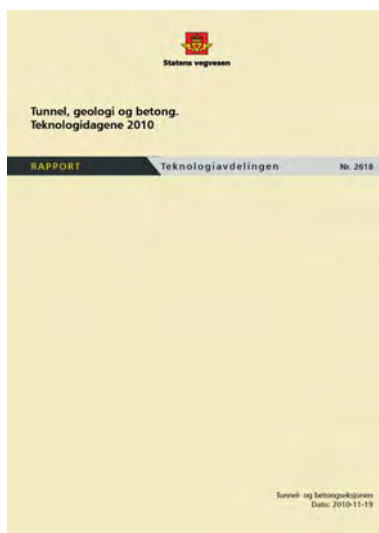 Statens vegvesen
Tunnel, geologi og betong.
Teknologidagene 2010
RAPPORT Teknologiavdelingen Nr. 2618
Tunnel- og betongseksjonen
Dato: 2010-11-19